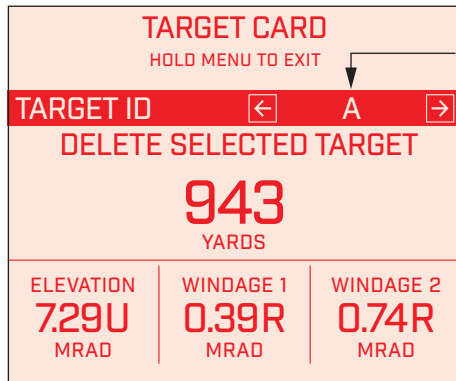 TARGET CARD
HOLD MENU TO EXIT
TARGET ID ← A →
DELETE SELECTED TARGET
943
YARDS
ELEVATION WINDAGE 1 WINDAGE 2
7.29U 0.39R 0.74R
MRAD MRAD MRAD